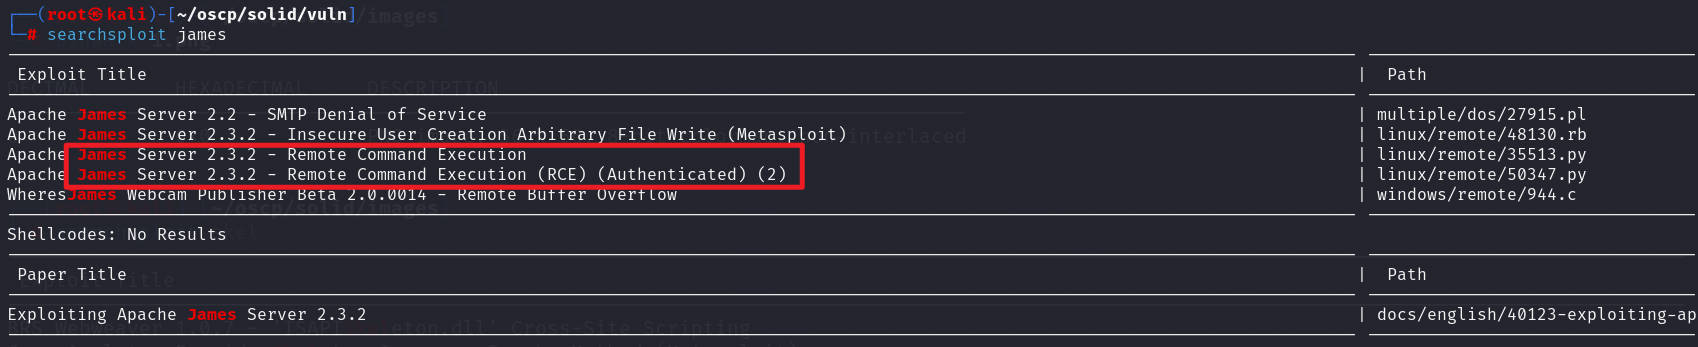 ┌──(root㉿kali)-[~/oscp/solid/vuln]
└─# searchsploit james
Exploit Title | Path
Apache James Server 2.2 - SMTP Denial of Service | multiple/dos/27915.pl
Apache James Server 2.3.2 - Insecure User Creation Arbitrary File Write (Metasploit) | linux/remote/48130.rb
Apache James Server 2.3.2 - Remote Command Execution | linux/remote/35513.py
Apache James Server 2.3.2 - Remote Command Execution (RCE) (Authenticated) (2) | linux/remote/50347.py
WheresJames Webcam Publisher Beta 2.0.0014 - Remote Buffer Overflow | windows/remote/944.c
Shellcodes: No Results
Paper Title | Path
Exploiting Apache James Server 2.3.2 | docs/english/40123-exploiting-ap